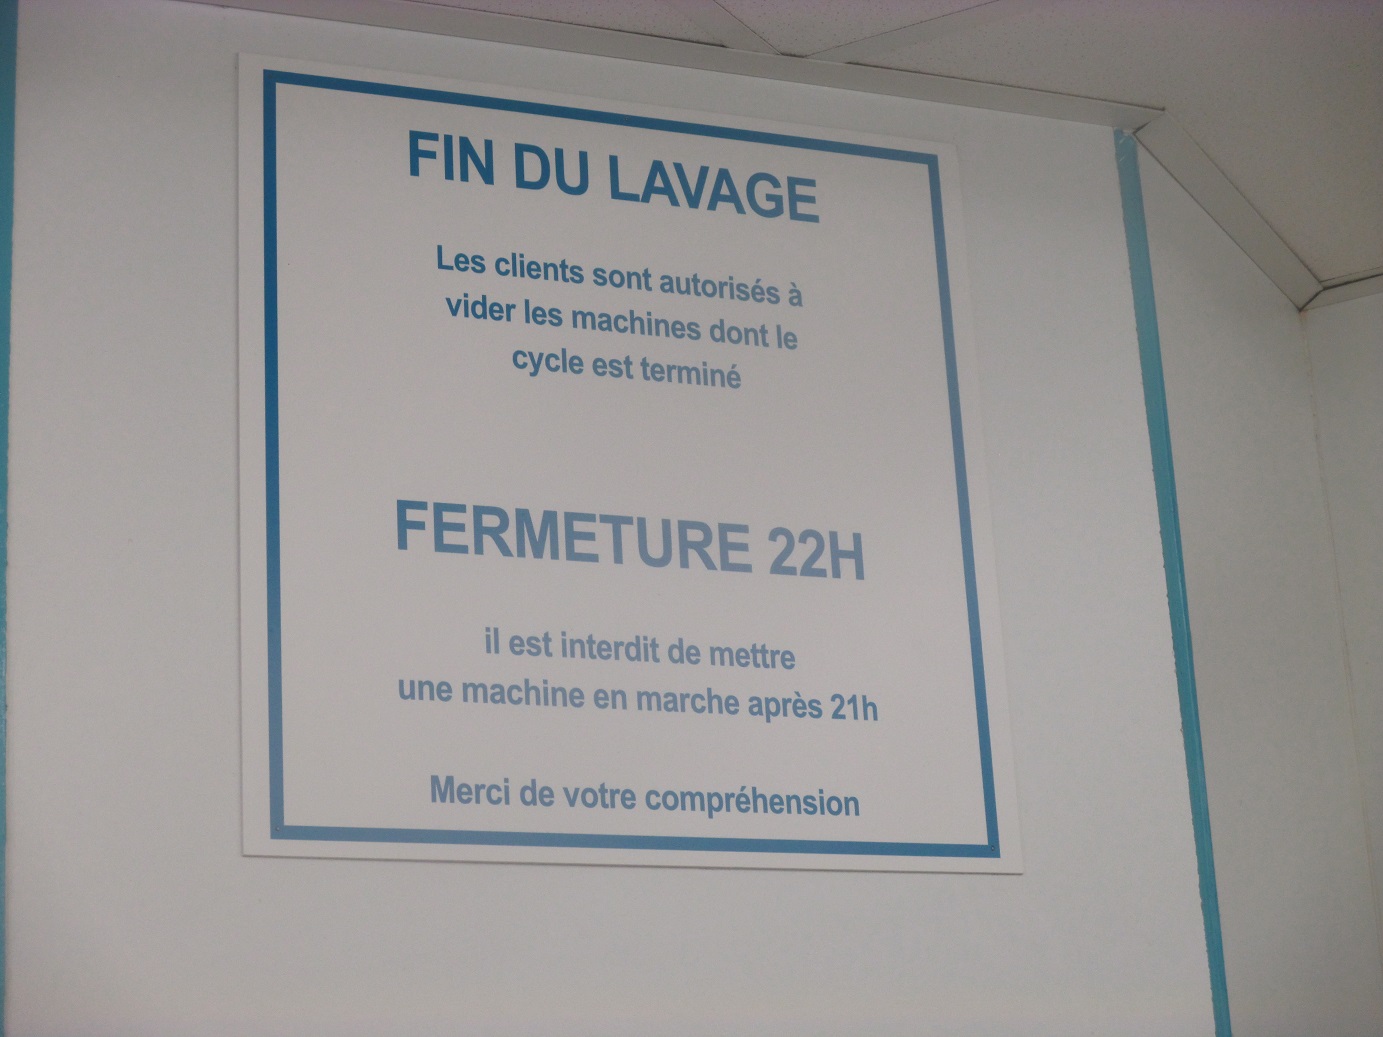 FIN DU LAVAGE
Les clients sont autorisés à
vider les machines dont le
cycle est terminé
FERMETURE 22H
il est interdit de mettre
une machine en marche après 21h
Merci de votre compréhension